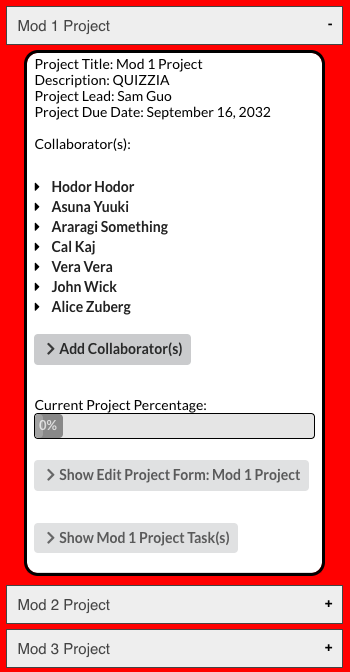 Mod 1 Project -
Project Title: Mod 1 Project
Description: QUIZZIA
Project Lead: Sam Guo
Project Due Date: September 16, 2032
Collaborator(s):
Hodor Hodor
Asuna Yuuki
Araragi Something
Cal Kaj
Vera Vera
John Wick
Alice Zuberg
Add Collaborator(s)
Current Project Percentage:
0%
Show Edit Project Form: Mod 1 Project
Show Mod 1 Project Task(s)
Mod 2 Project +
Mod 3 Project +